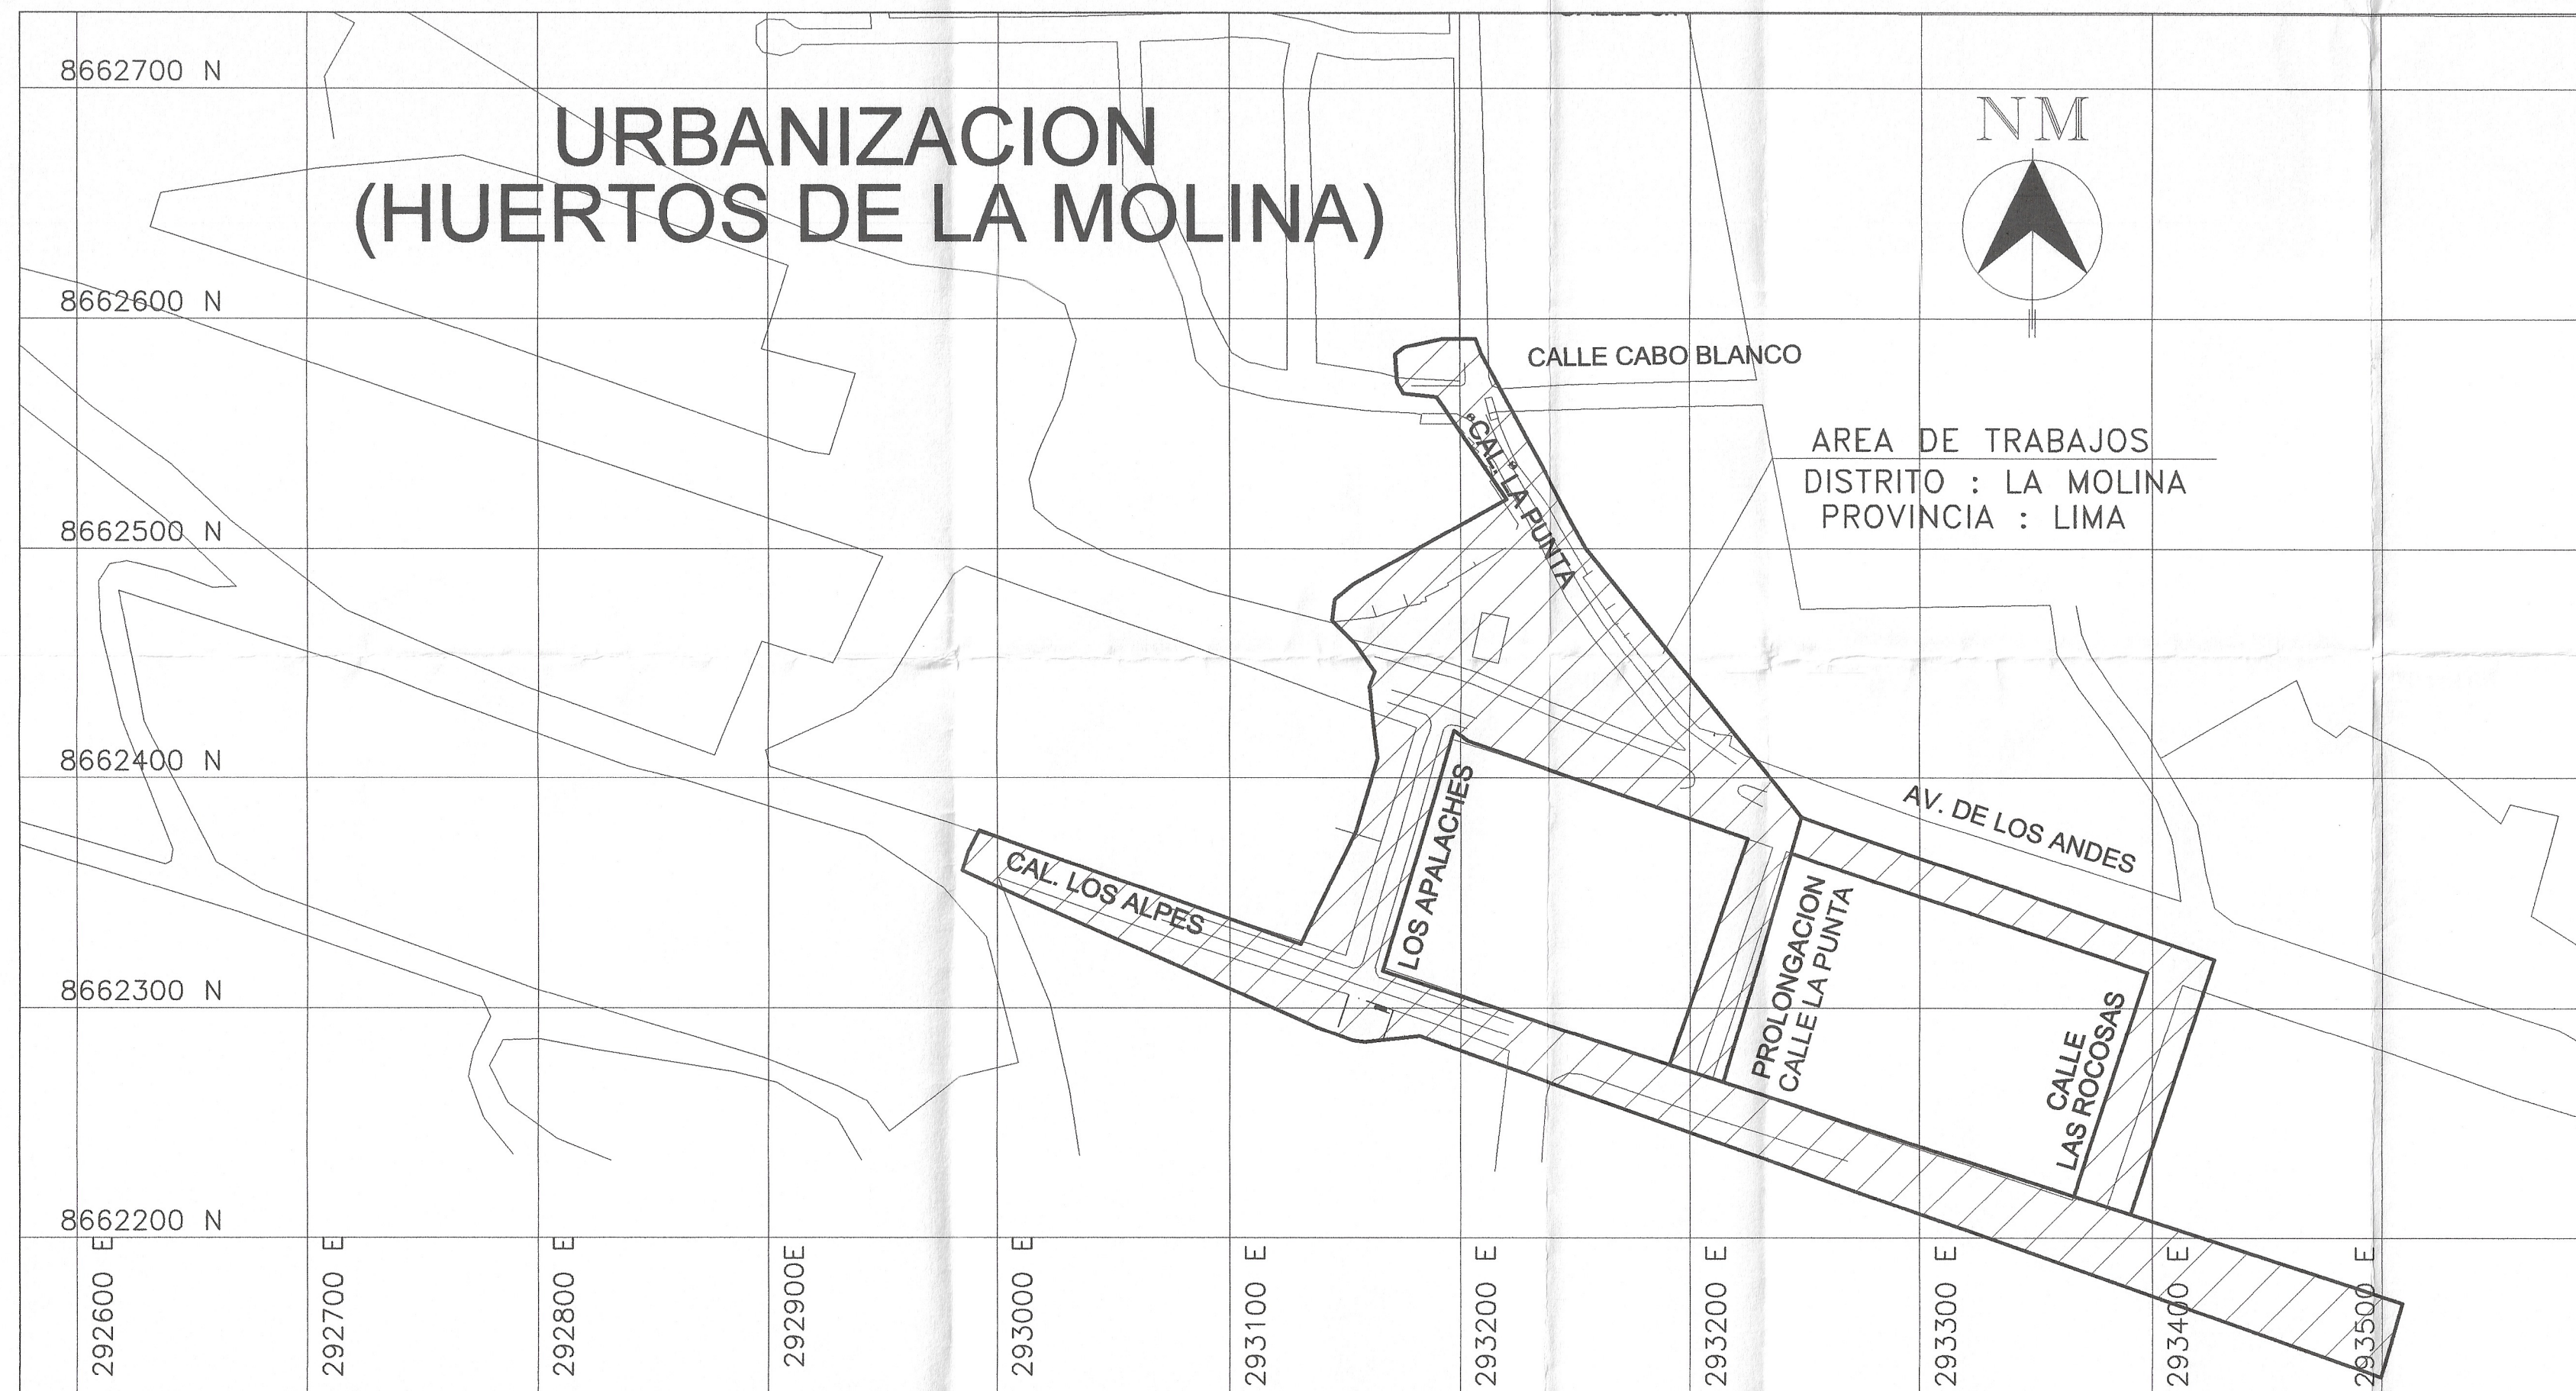 8662700 N
URBANIZACION
(HUERTOS DE LA MOLINA)
NM
8662600 N
CALLE CABO BLANCO
AREA DE TRABAJOS
DISTRITO : LA MOLINA
PROVINCIA : LIMA
CAL. LA PUNTA
8662500 N
8662400 N
AV. DE LOS ANDES
LOS APALACHES
CAL. LOS ALPES
PROLONGACION
CALLE LA PUNTA
CALLE
LAS ROCOSAS
8662300 N
8662200 N
292600 E
292700 E
292800 E
292900E
293000 E
293100 E
293200 E
293200 E
293300 E
293400 E
293500 E